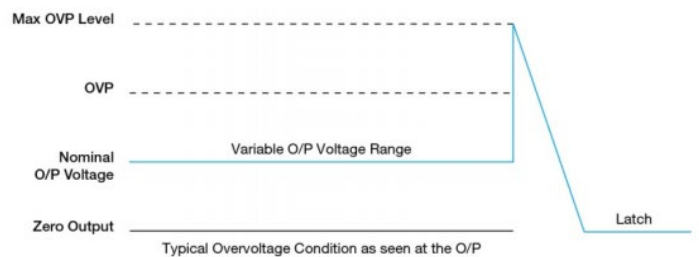 Max OVP Level
OVP
Variable O/P Voltage Range
Nominal
O/P Voltage
Zero Output
Latch
Typical Overvoltage Condition as seen at the O/P